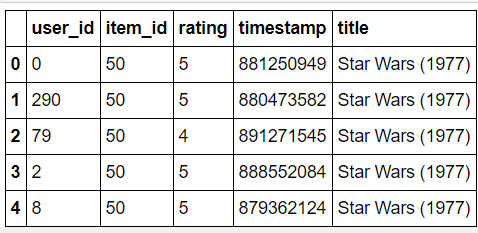 user_id item_id rating timestamp title
0 0 50 5 881250949 Star Wars (1977)
1 290 50 5 880473582 Star Wars (1977)
2 79 50 4 891271545 Star Wars (1977)
3 2 50 5 888552084 Star Wars (1977)
4 8 50 5 879362124 Star Wars (1977)